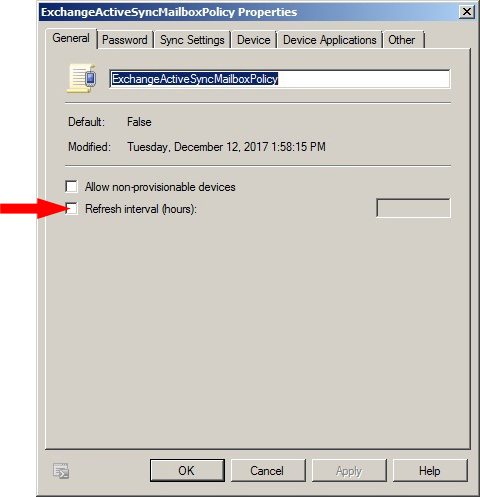 ExchangeActiveSyncMailboxPolicy Properties
General Password Sync Settings Device Device Applications Other
ExchangeActiveSyncMailboxPolicy
Default: False
Modified: Tuesday, December 12, 2017 1:58:15 PM
Allow non-provisionable devices
Refresh interval (hours):
OK Cancel Apply Help